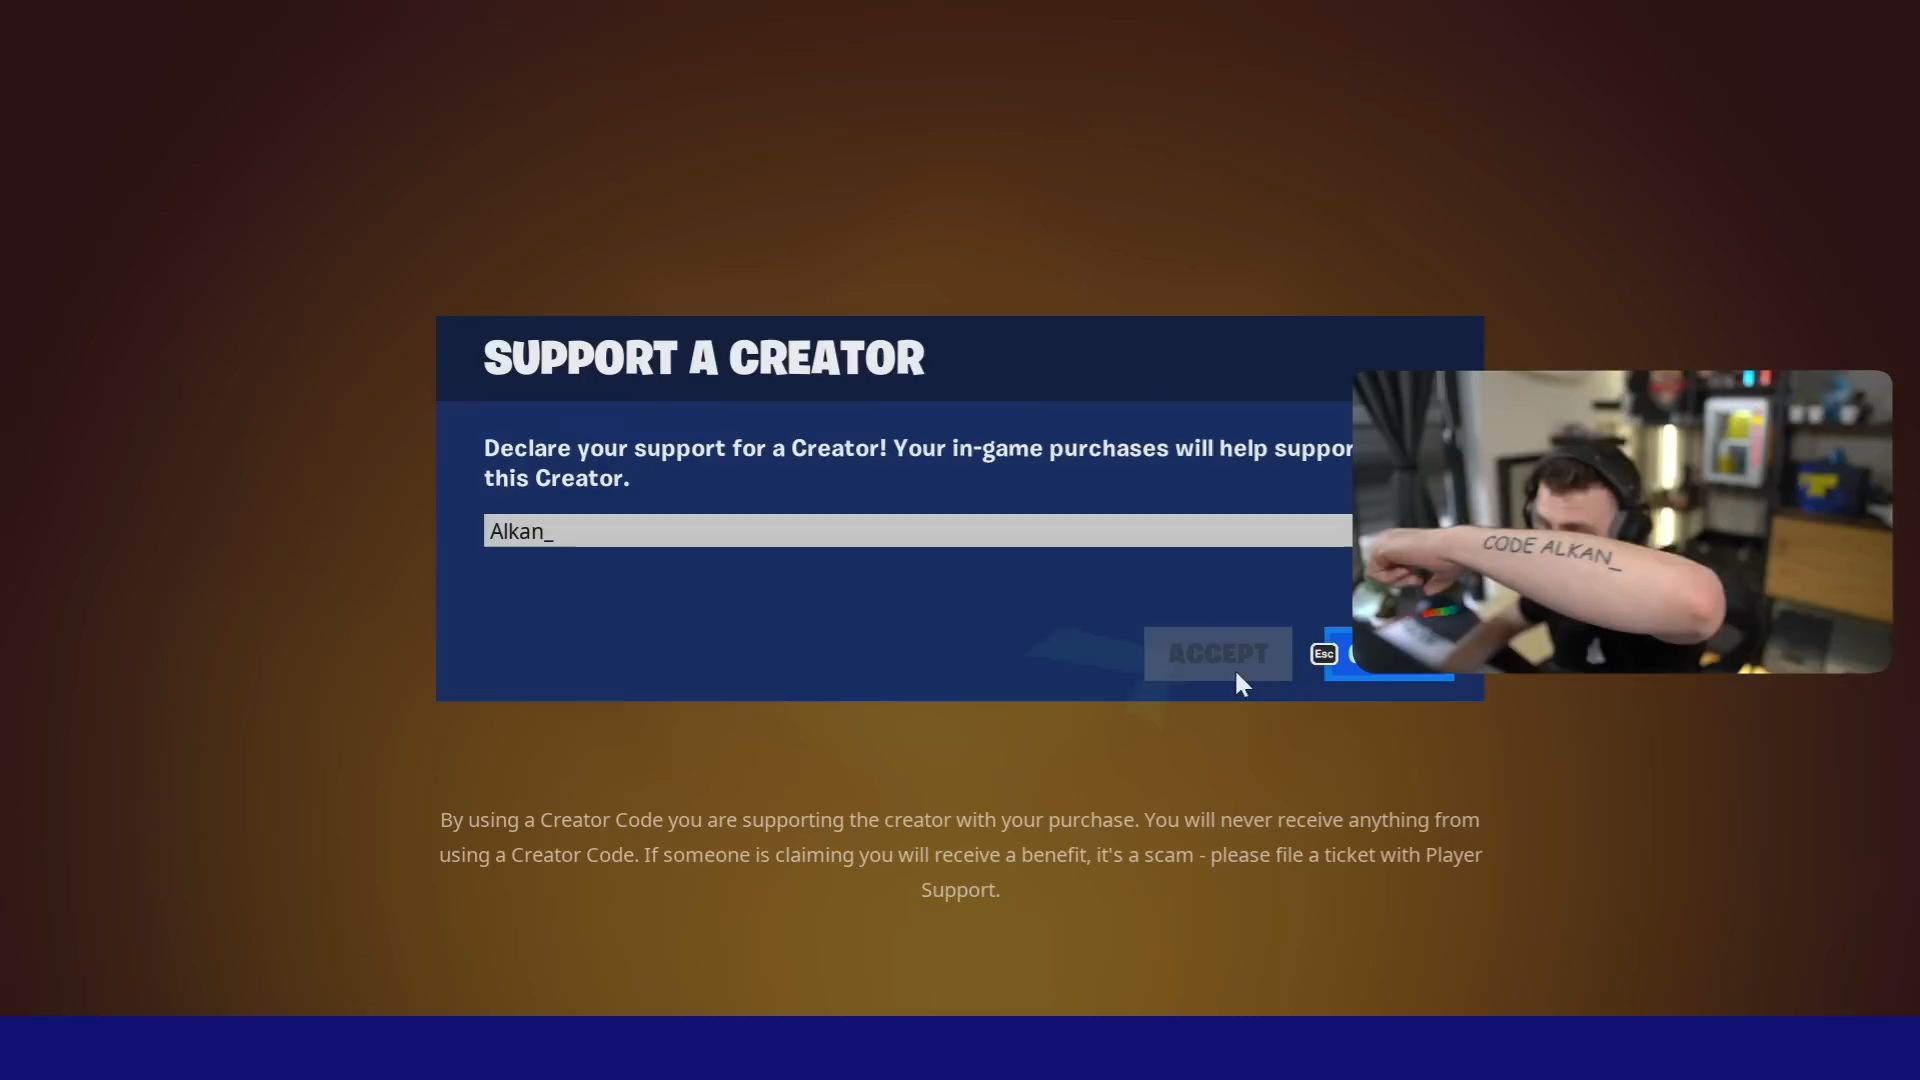 SUPPORT A CREATOR
Declare your support for a Creator! Your in-game purchases will help suppor
this Creator.
Alkan_
CODE ALKAN_
ACCEPT
Esc
By using a Creator Code you are supporting the creator with your purchase. You will never receive anything from
using a Creator Code. If someone is claiming you will receive a benefit, it's a scam - please file a ticket with Player
Support.